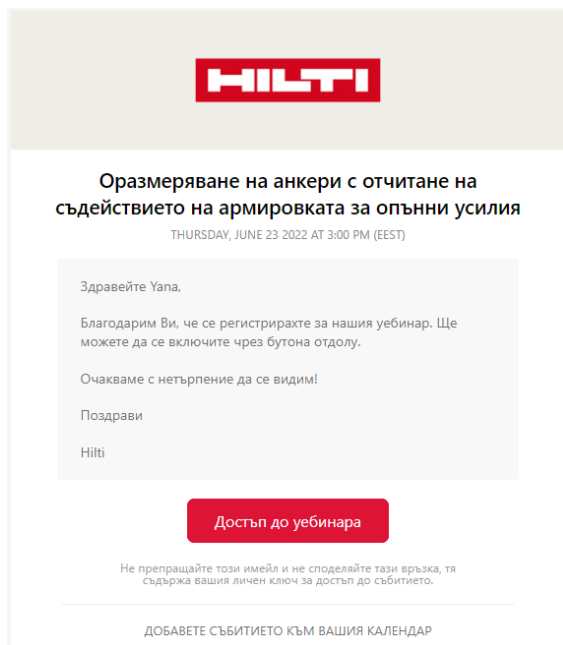 HILTI
Оразмеряване на анкери с отчитане на
съдействието на армировката за опънни усилия
THURSDAY, JUNE 23 2022 AT 3:00 PM (EEST)
Здравейте Yana,
Благодарим Ви, че се регистрирахте за нашия уебинар. Ще
можете да се включите чрез бутона отдолу.
Очакваме с нетърпение да се видим!
Поздрави
Hilti
Достъп до уебинара
Не препращайте този имейл и не споделяйте тази връзка, тя
съдържа вашия личен ключ за достъп до събитието.
ДОБАВЕТЕ СЪБИТИЕТО КЪМ ВАШИЯ КАЛЕНДАР